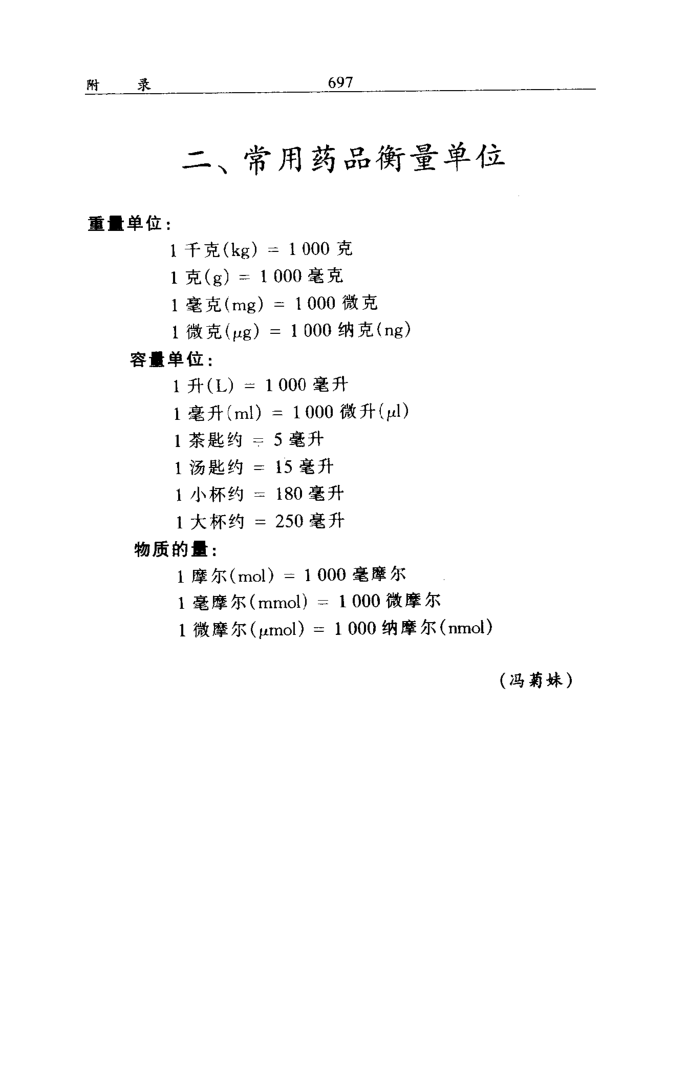 附 录 697
二、常用药品衡量单位
重量单位:
1 千克(kg) = 1 000 克
1 克(g) = 1 000 毫克
1 毫克(mg) = 1 000 微克
1 微克(μg) = 1 000 纳克(ng)
容量单位:
1 升(L) = 1 000 毫升
1 毫升(ml) = 1 000 微升(μl)
1 茶匙约 = 5 毫升
1 汤匙约 = 15 毫升
1 小杯约 = 180 毫升
1 大杯约 = 250 毫升
物质的量:
1 摩尔(mol) = 1 000 毫摩尔
1 毫摩尔(mmol) = 1 000 微摩尔
1 微摩尔(μmol) = 1 000 纳摩尔(nmol)
(冯菊妹)